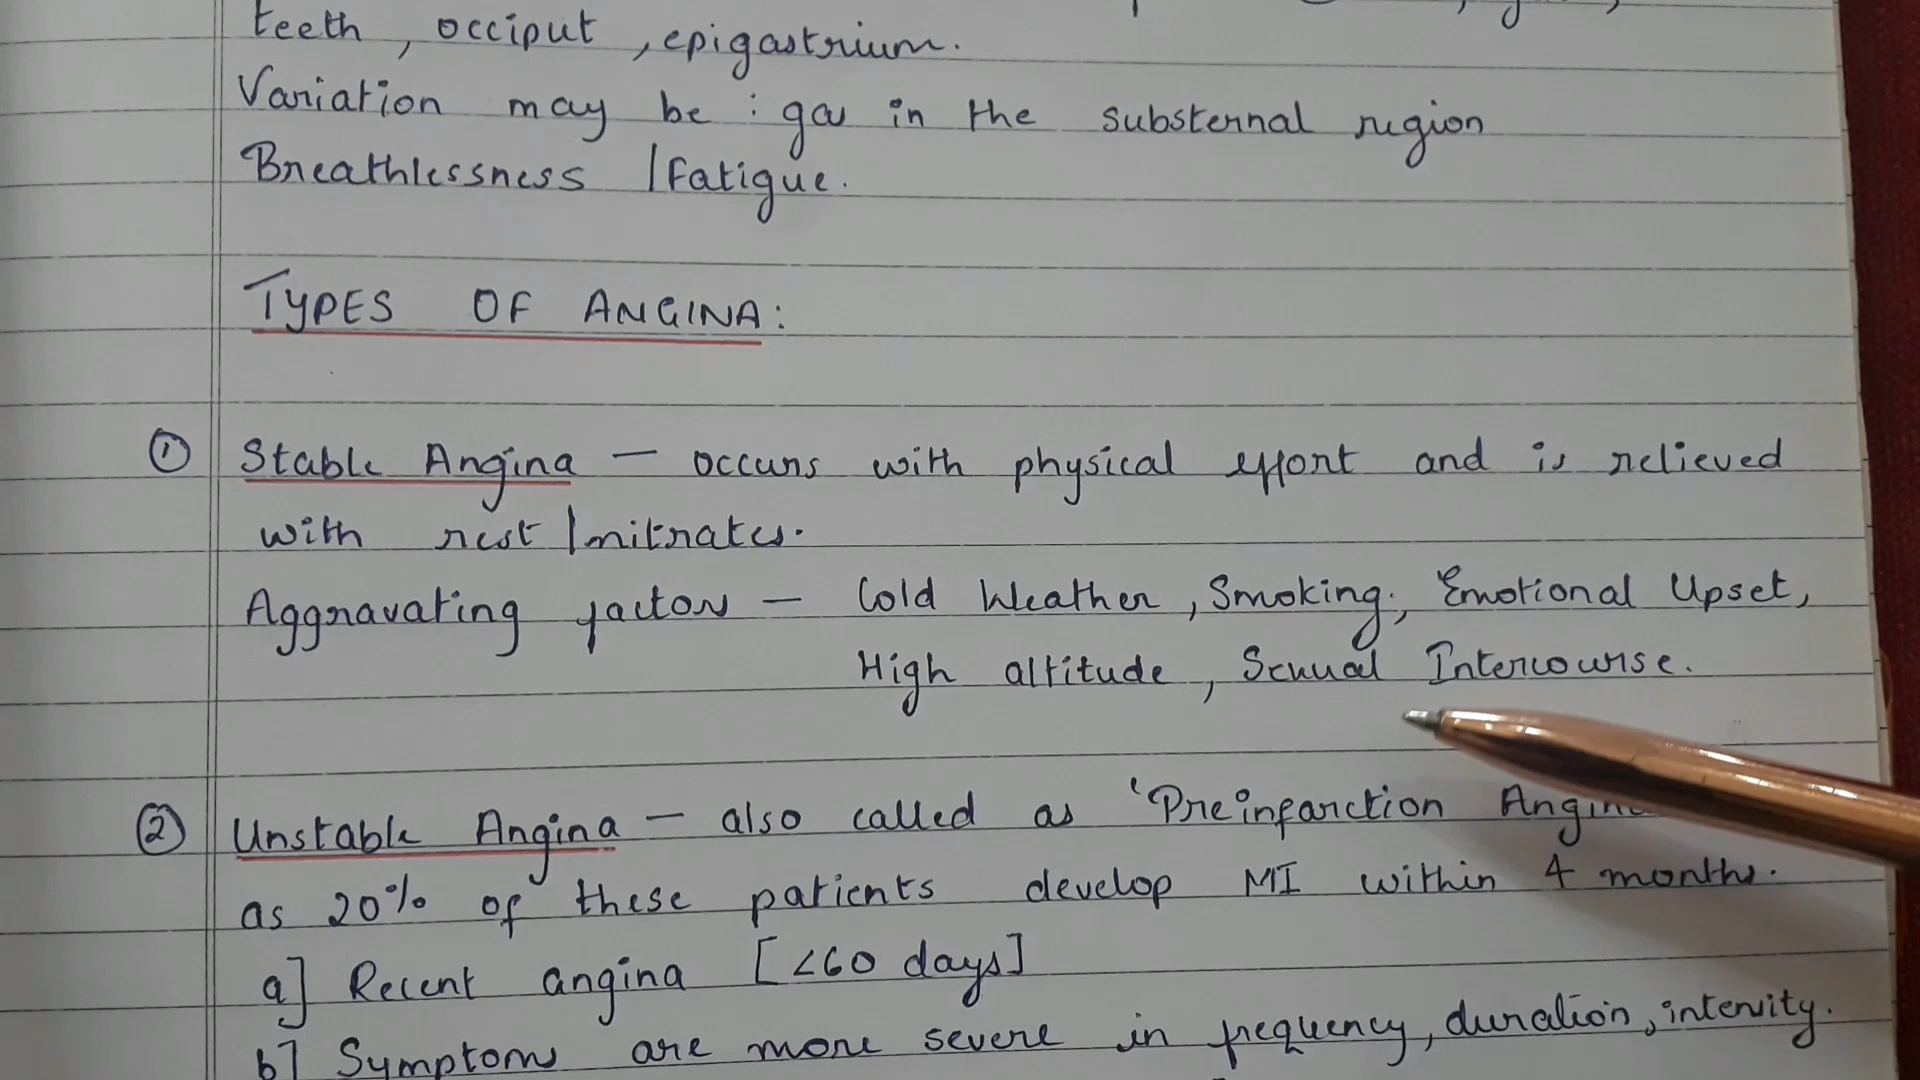 teeth, occiput, epigastrium.
Variation may be : gas in the substernal region
Breathlessness / Fatigue.
TYPES OF ANGINA:
① Stable Angina — occurs with physical effort and is relieved
with rest / nitrates.
Aggravating factors — Cold Weather, Smoking, Emotional Upset,
High altitude, Sexual Intercourse.
② Unstable Angina — also called as 'Preinfarction Angina
as 20% of these patients develop MI within 4 months.
a] Recent angina [<60 days]
b] Symptoms are more severe in frequency, duration, intensity.